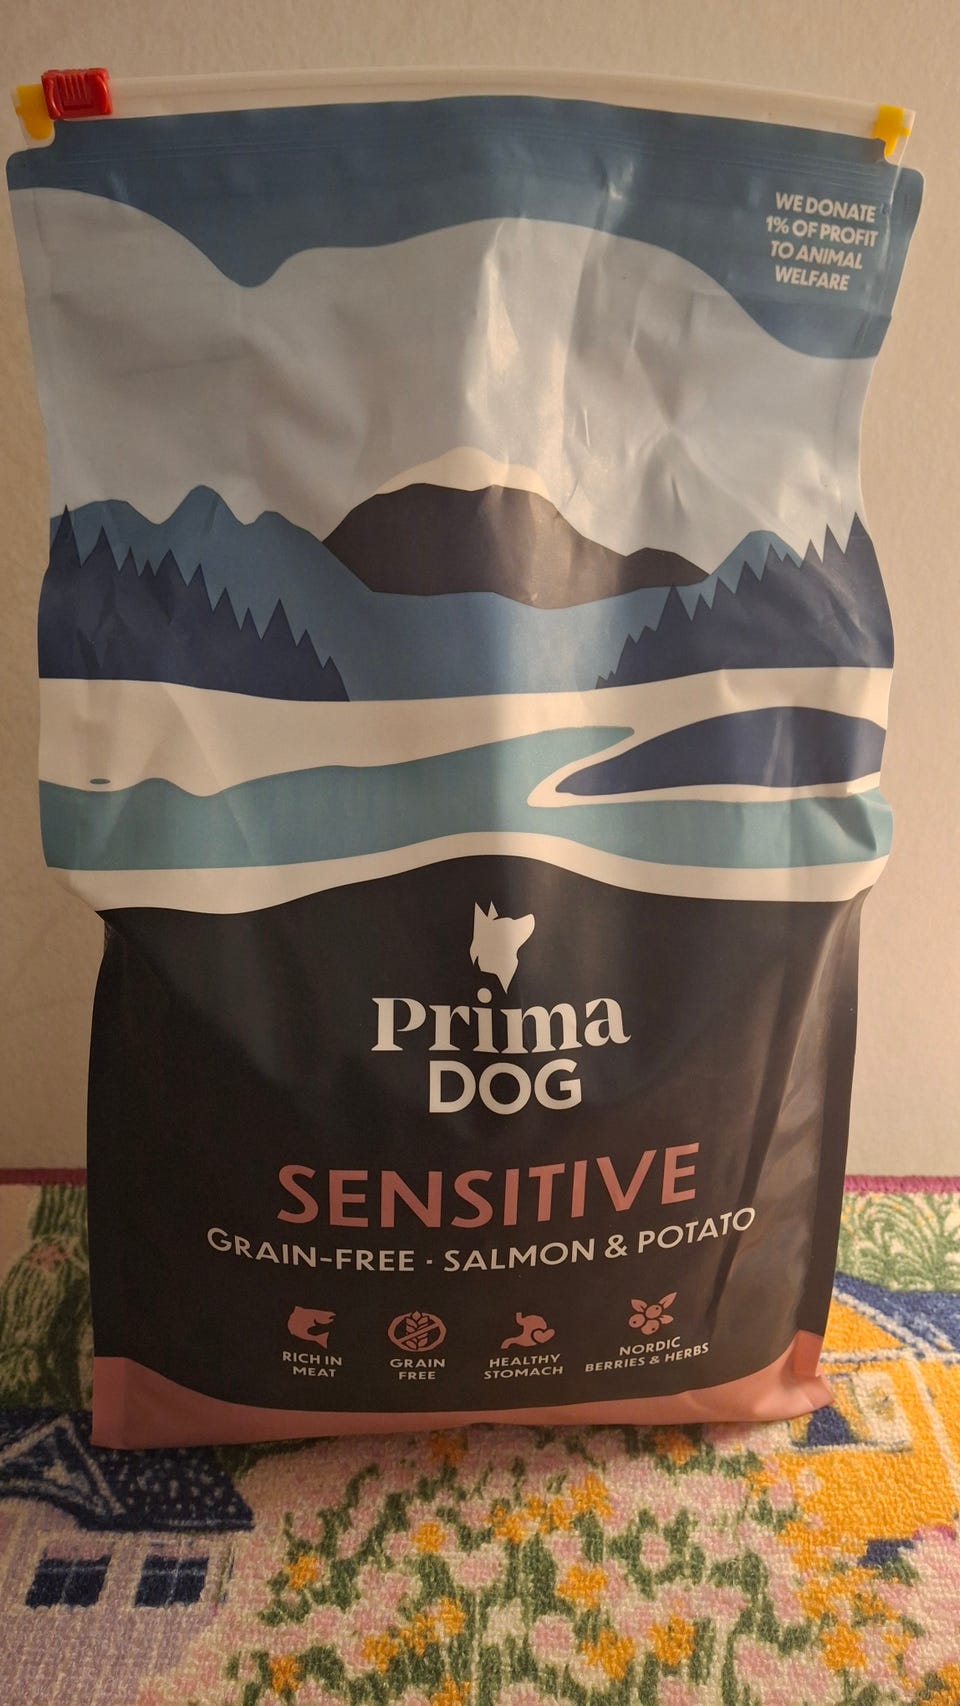 WE DONATE
1% OF PROFIT
TO ANIMAL
WELFARE
Prima
DOG
SENSITIVE
GRAIN-FREE · SALMON & POTATO
RICH IN
MEAT
GRAIN
FREE
HEALTHY
STOMACH
NORDIC
BERRIES & HERBS